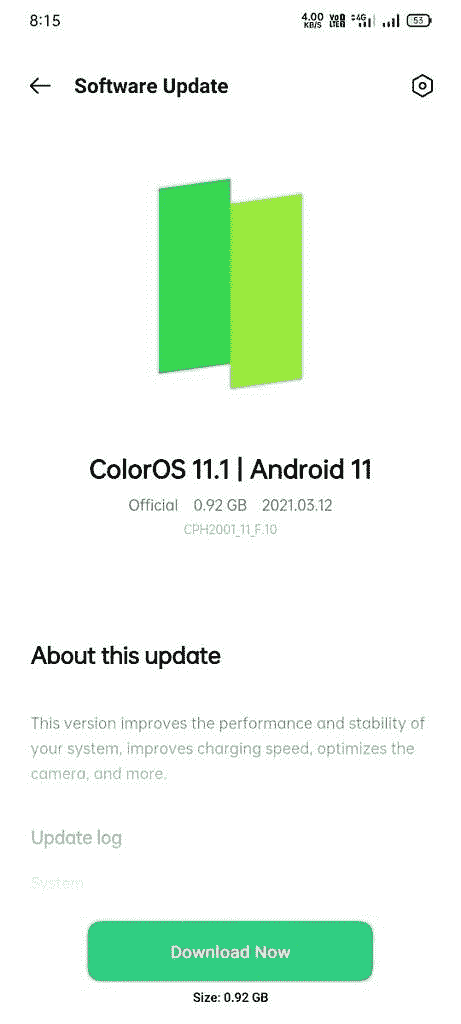 8:15 4.00 KB/S VoD LTE 4G 53
Software Update
ColorOS 11.1 | Android 11
Official 0.92 GB 2021.03.12
CPH2001_11_F.10
About this update
This version improves the performance and stability of
your system, improves charging speed, optimizes the
camera, and more.
Update log
System
Download Now
Size: 0.92 GB